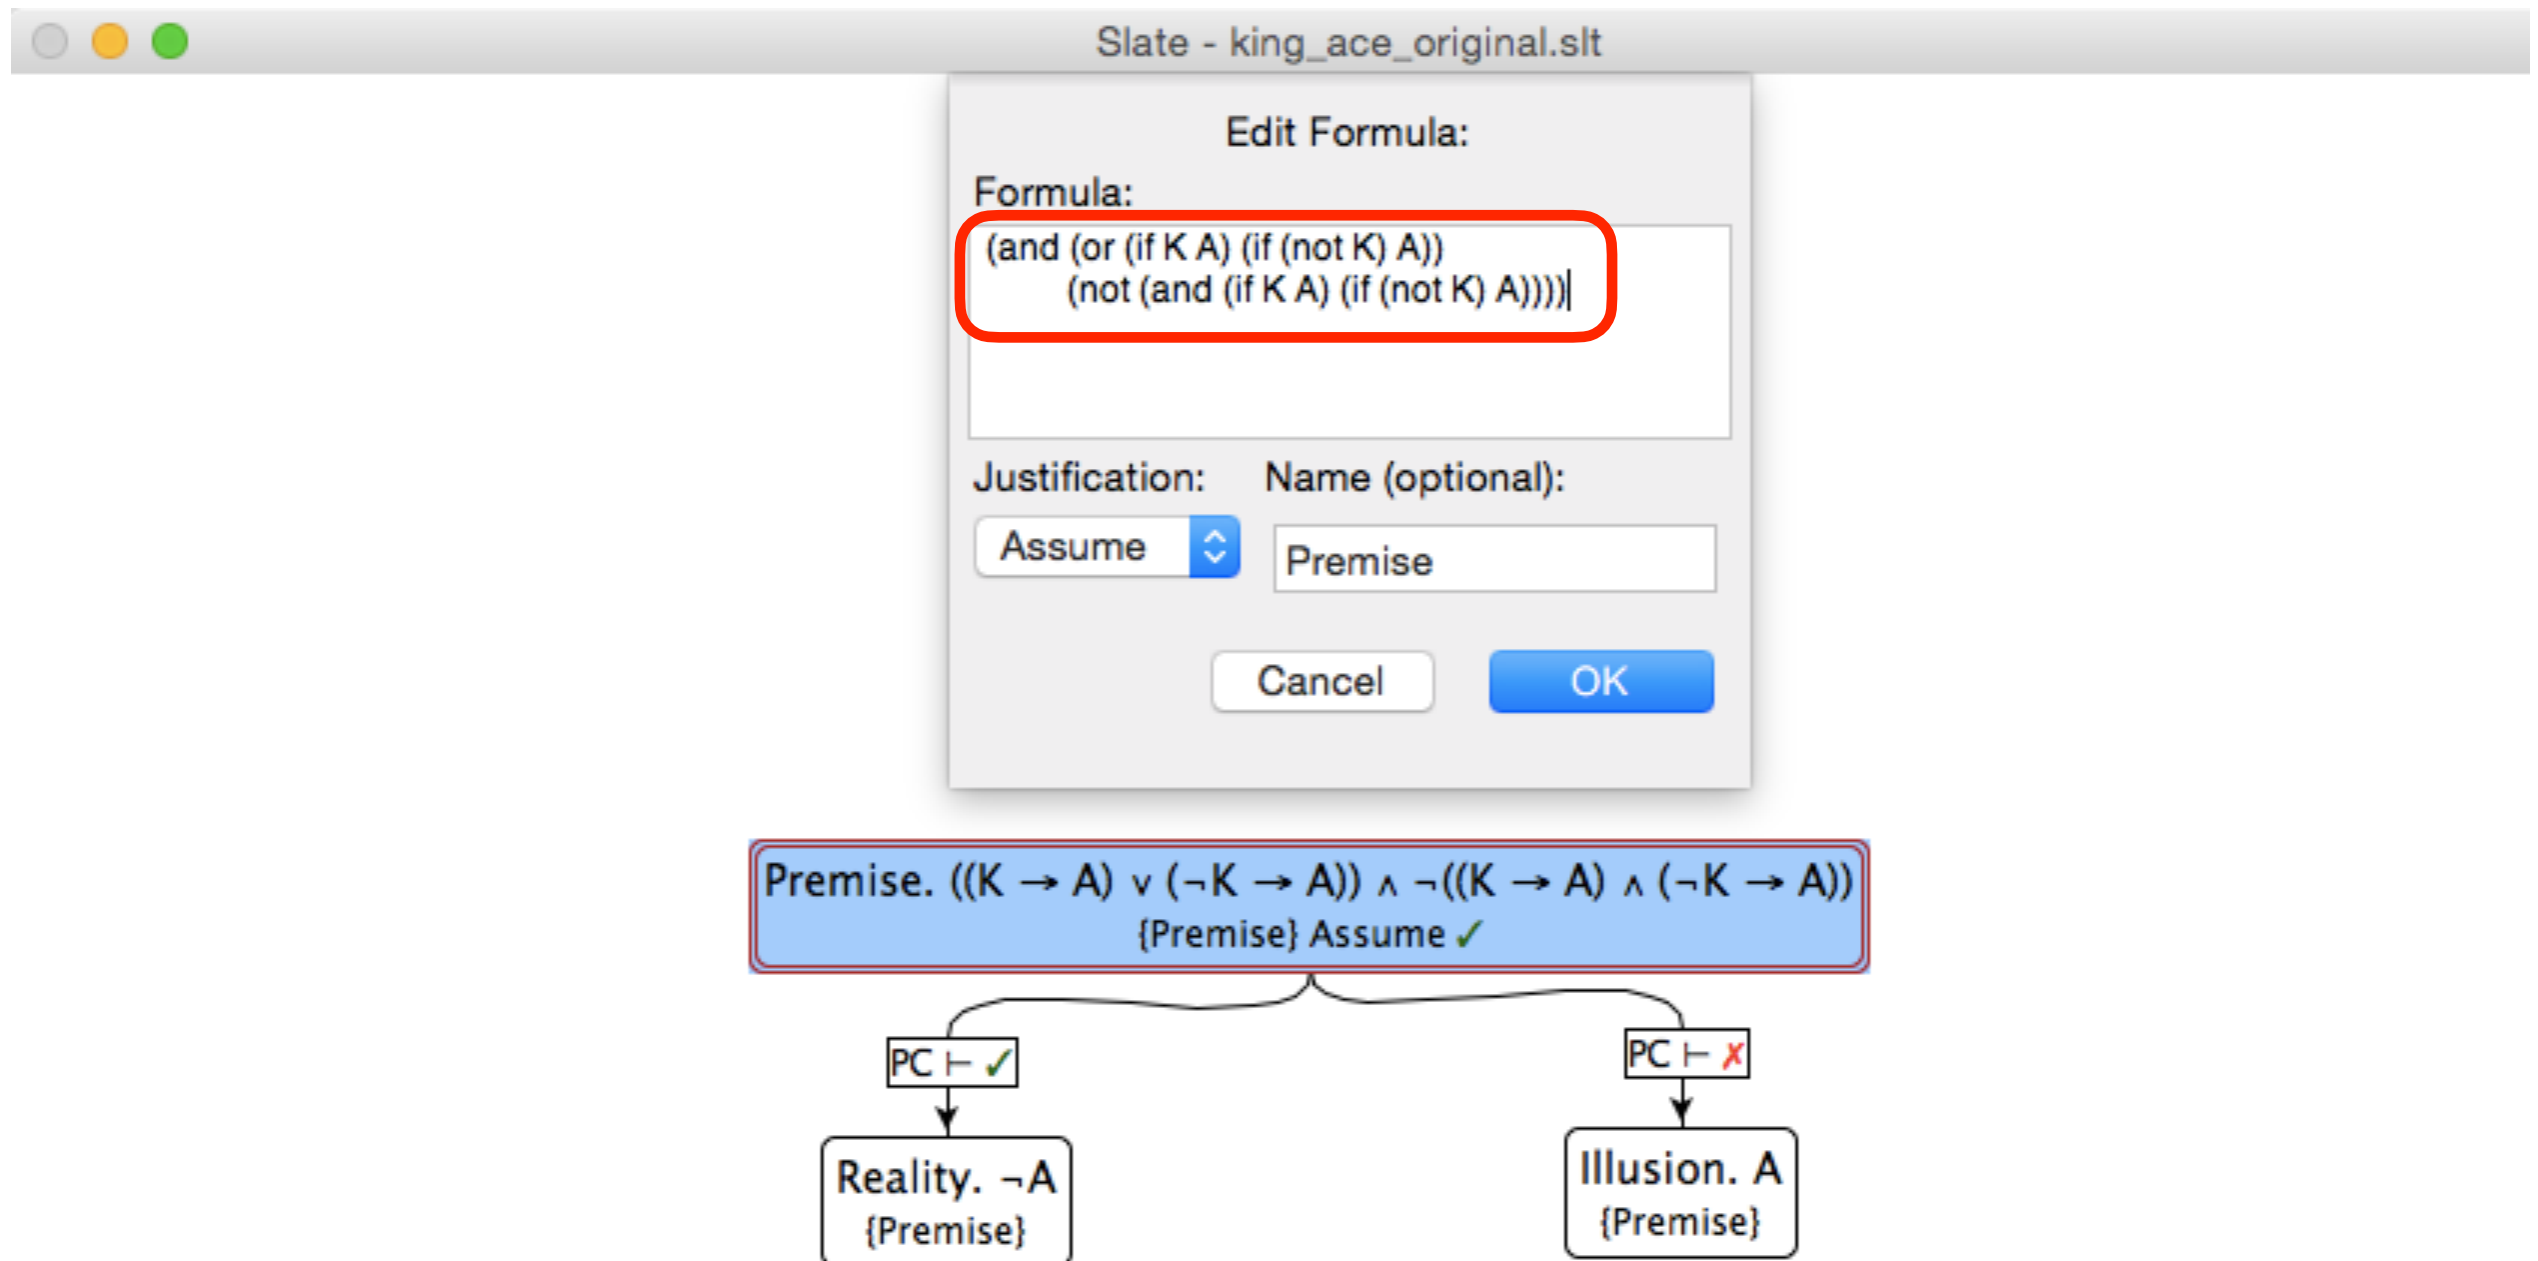 Slate - king_ace_original.slt
Edit Formula:
Formula:
(and (or (if K A) (if (not K) A))
(not (and (if K A) (if (not K) A))))
Justification: Name (optional):
Assume Premise
Cancel OK
Premise. ((K → A) ∨ (¬K → A)) ∧ ¬((K → A) ∧ (¬K → A))
{Premise} Assume ✓
PC ⊢ ✓ PC ⊢ ✗
Reality. ¬A Illusion. A
{Premise} {Premise}